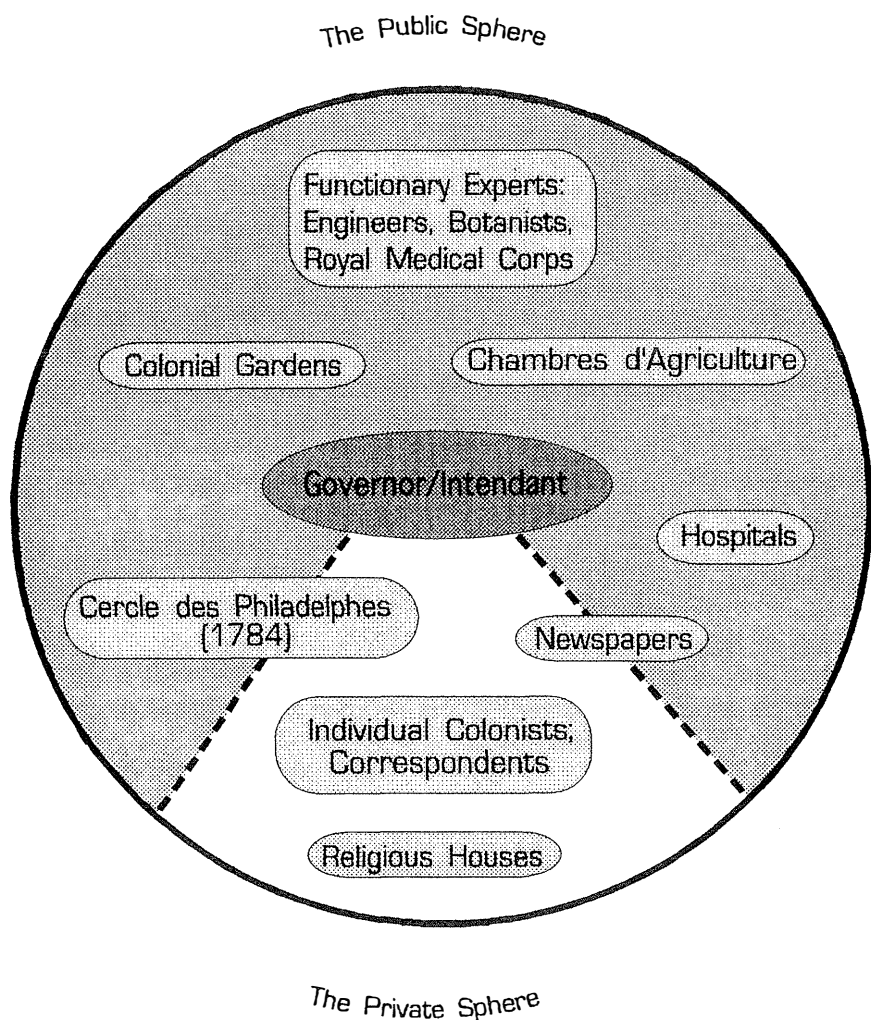 The Public Sphere
Functionary Experts:
Engineers, Botanists,
Royal Medical Corps
Colonial Gardens
Chambres d'Agriculture
Governor/Intendant
Hospitals
Cercle des Philadelphes
(1784)
Newspapers
Individual Colonists;
Correspondents
Religious Houses
The Private Sphere